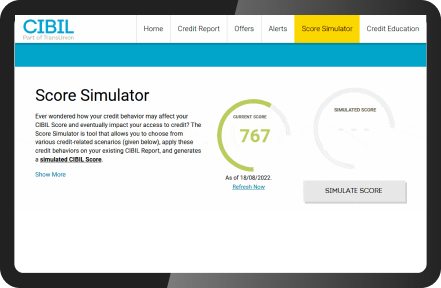 CIBIL
Part of TransUnion
Home Credit Report Offers Alerts Score Simulator Credit Education
Score Simulator
Ever wondered how your credit behavior may affect your
CIBIL Score and eventually impact your access to credit? The
Score Simulator is tool that allows you to choose from
various credit-related scenarios (given below), apply these
credit behaviors on your existing CIBIL Report, and generates
a simulated CIBIL Score.
Show More
CURRENT SCORE
767
As of 18/08/2022.
Refresh Now
SIMULATED SCORE
- - -
SIMULATE SCORE